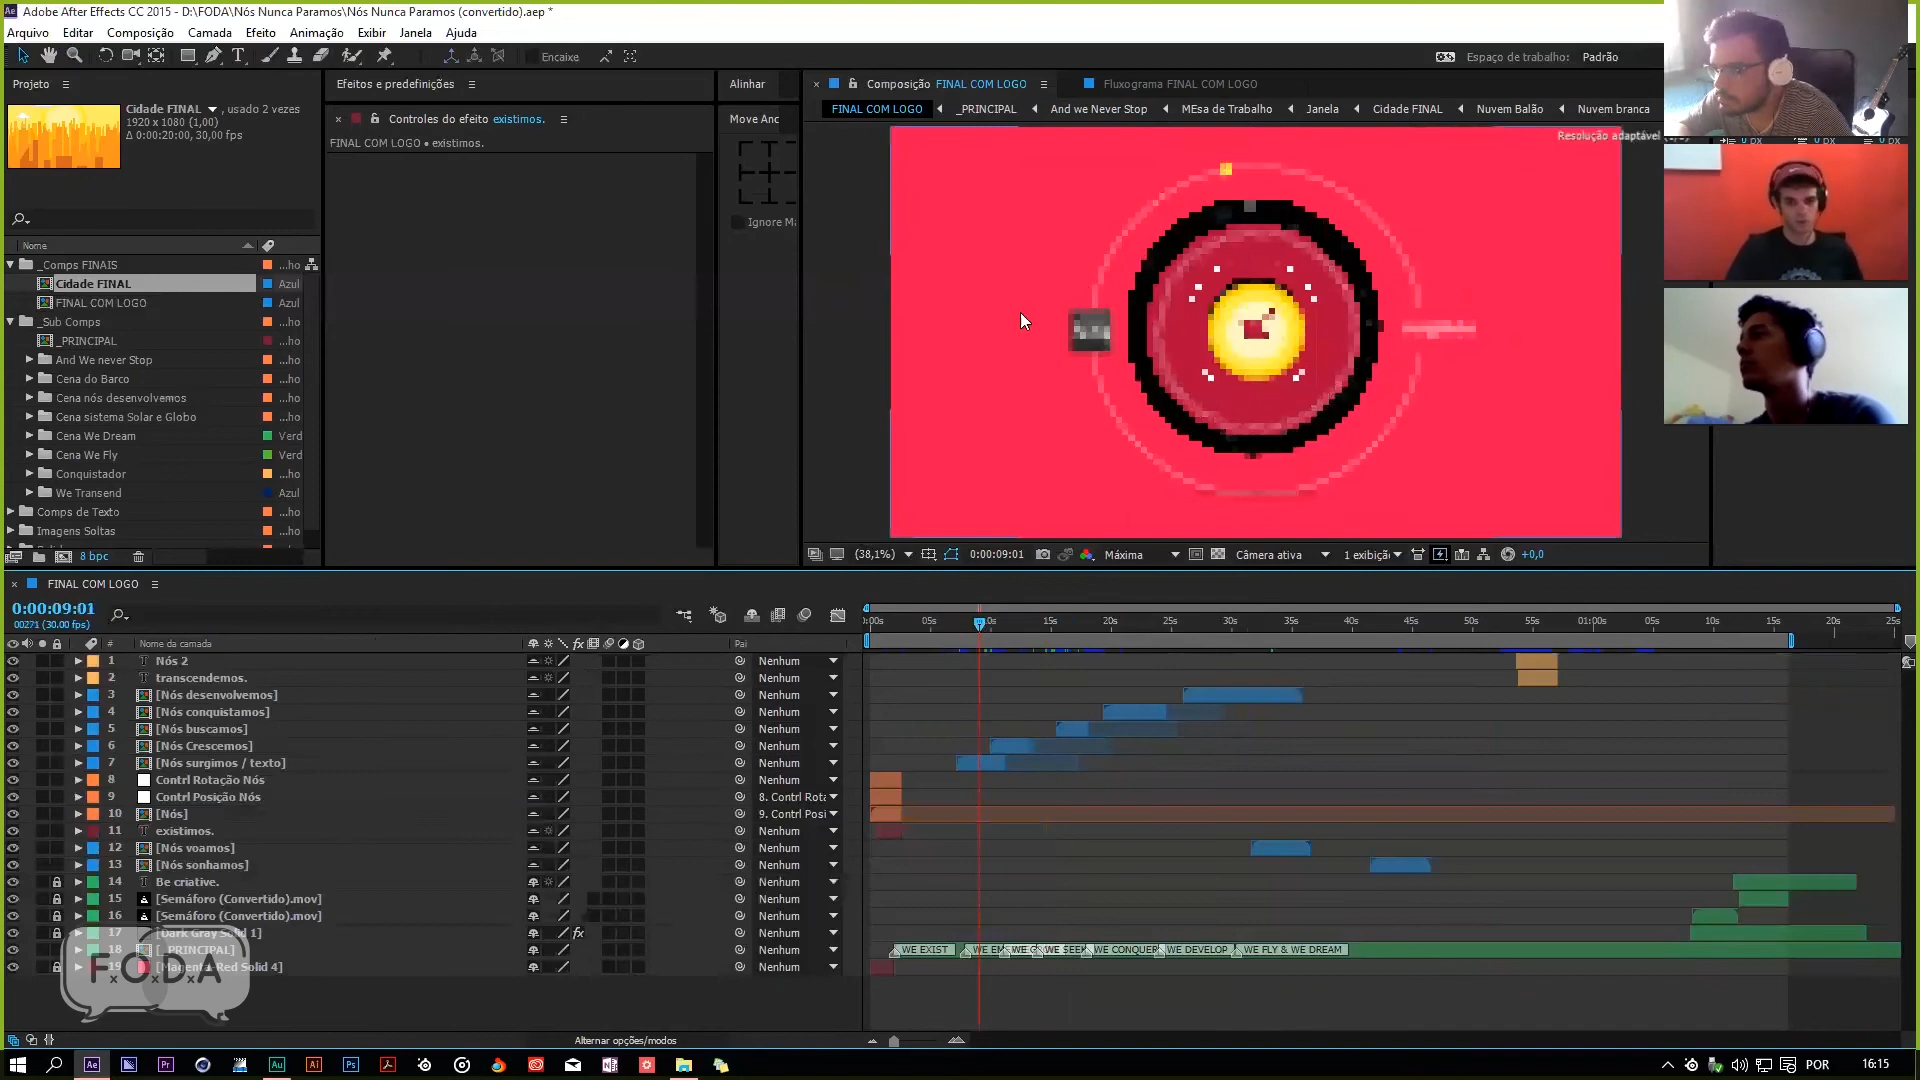 Adobe After Effects CC 2015 - D:\FODA\Nós Nunca Paramos\Nós Nunca Paramos (convertido).aep *
Arquivo Editar Composição Camada Efeito Animação Exibir Janela Ajuda
Encaixe
Espaço de trabalho: Padrão
Projeto
Cidade FINAL , usado 2 vezes
1920 x 1080 (1,00)
Δ 0:00:20:00, 30,00 fps
Nome
_Comps FINAIS ...ho
Cidade FINAL Azul
FINAL COM LOGO Azul
_Sub Comps ...ho
_PRINCIPAL ...ho
And We never Stop ...ho
Cena do Barco ...ho
Cena nós desenvolvemos ...ho
Cena sistema Solar e Globo ...ho
Cena We Dream Verd
Cena We Fly Verd
Conquistador ...ho
We Transend Azul
Comps de Texto ...ho
Imagens Soltas ...ho
8 bpc
Efeitos e predefinições
Controles do efeito existimos.
FINAL COM LOGO • existimos.
Alinhar
Move Anc
Ignore Ma
Composição FINAL COM LOGO
Fluxograma FINAL COM LOGO
FINAL COM LOGO _PRINCIPAL And we Never Stop MEsa de Trabalho Janela Cidade FINAL Nuvem Balão Nuvem branca
Resolução adaptável
(38,1%) 0:00:09:01 Máxima Câmera ativa 1 exibiçã +0,0
FINAL COM LOGO
0:00:09:01
00271 (30.00 fps)
# Nome da camada fx Pai
0:00s 05s 10s 15s 20s 25s 30s 35s 40s 45s 50s 55s 01:00s 05s 15s 20s 25s
1 T Nós 2 Nenhum
2 T transcendemos. Nenhum
3 [Nós desenvolvemos] Nenhum
4 [Nós conquistamos] Nenhum
5 [Nós buscamos] Nenhum
6 [Nós Crescemos] Nenhum
7 [Nós surgimos / texto] Nenhum
8 Contrl Rotação Nós Nenhum
9 Contrl Posição Nós 8. Contrl Rota
10 [Nós] 9. Contrl Posi
11 T existimos. Nenhum
12 [Nós voamos] Nenhum
13 [Nós sonhamos] Nenhum
14 T Be criative. Nenhum
15 [Semáforo (Convertido).mov] Nenhum
16 [Semáforo (Convertido).mov] Nenhum
17 [Dark Gray Solid 1] fx Nenhum
18 [_PRINCIPAL] Nenhum
19 [Magenta-Red Solid 4] Nenhum
WE EXIST WE EM WE G WE SEEK WE CONQUER WE DEVELOP WE FLY & WE DREAM
FODA
x x x
Alternar opções/modos
Ae Pr Au Ai Ps
POR 16:15